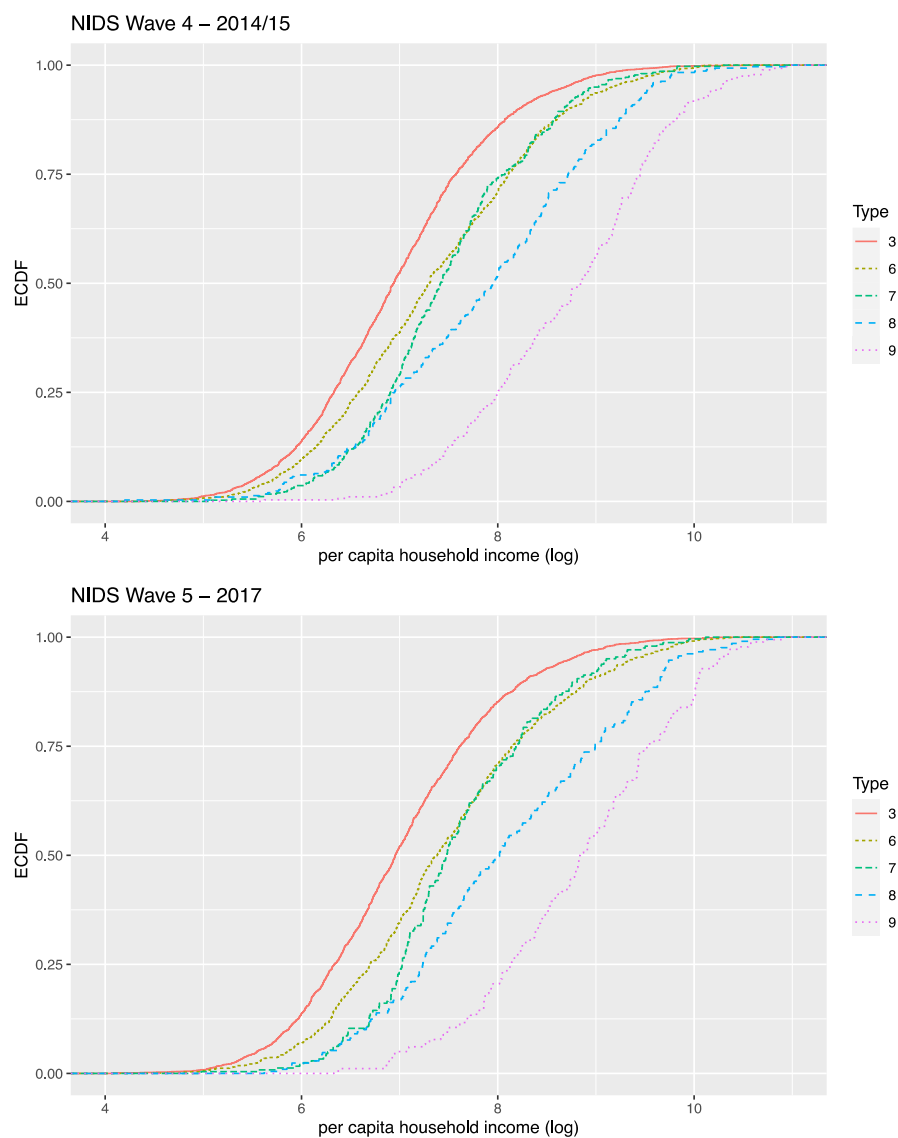 NIDS Wave 4 – 2014/15
1.00
0.75
0.50
0.25
0.00
ECDF
4 6 8 10
per capita household income (log)
Type
3
6
7
8
9
NIDS Wave 5 – 2017
1.00
0.75
0.50
0.25
0.00
ECDF
4 6 8 10
per capita household income (log)
Type
3
6
7
8
9